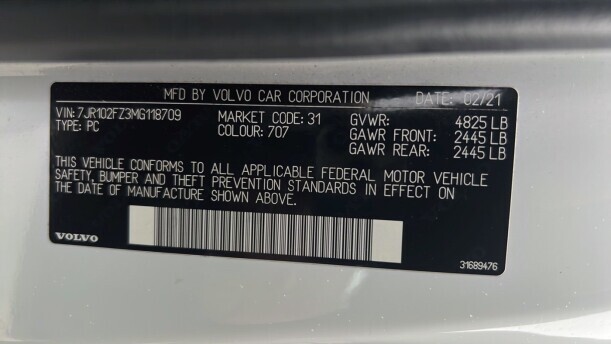 MFD BY VOLVO CAR CORPORATION DATE: 02/21
VIN: 7JR102FZ3MG118709 MARKET CODE: 31 GVWR: 4825 LB
TYPE: PC COLOUR: 707 GAWR FRONT: 2445 LB
GAWR REAR: 2445 LB
THIS VEHICLE CONFORMS TO ALL APPLICABLE FEDERAL MOTOR VEHICLE
SAFETY, BUMPER AND THEFT PREVENTION STANDARDS IN EFFECT ON
THE DATE OF MANUFACTURE SHOWN ABOVE.
VOLVO 31689476